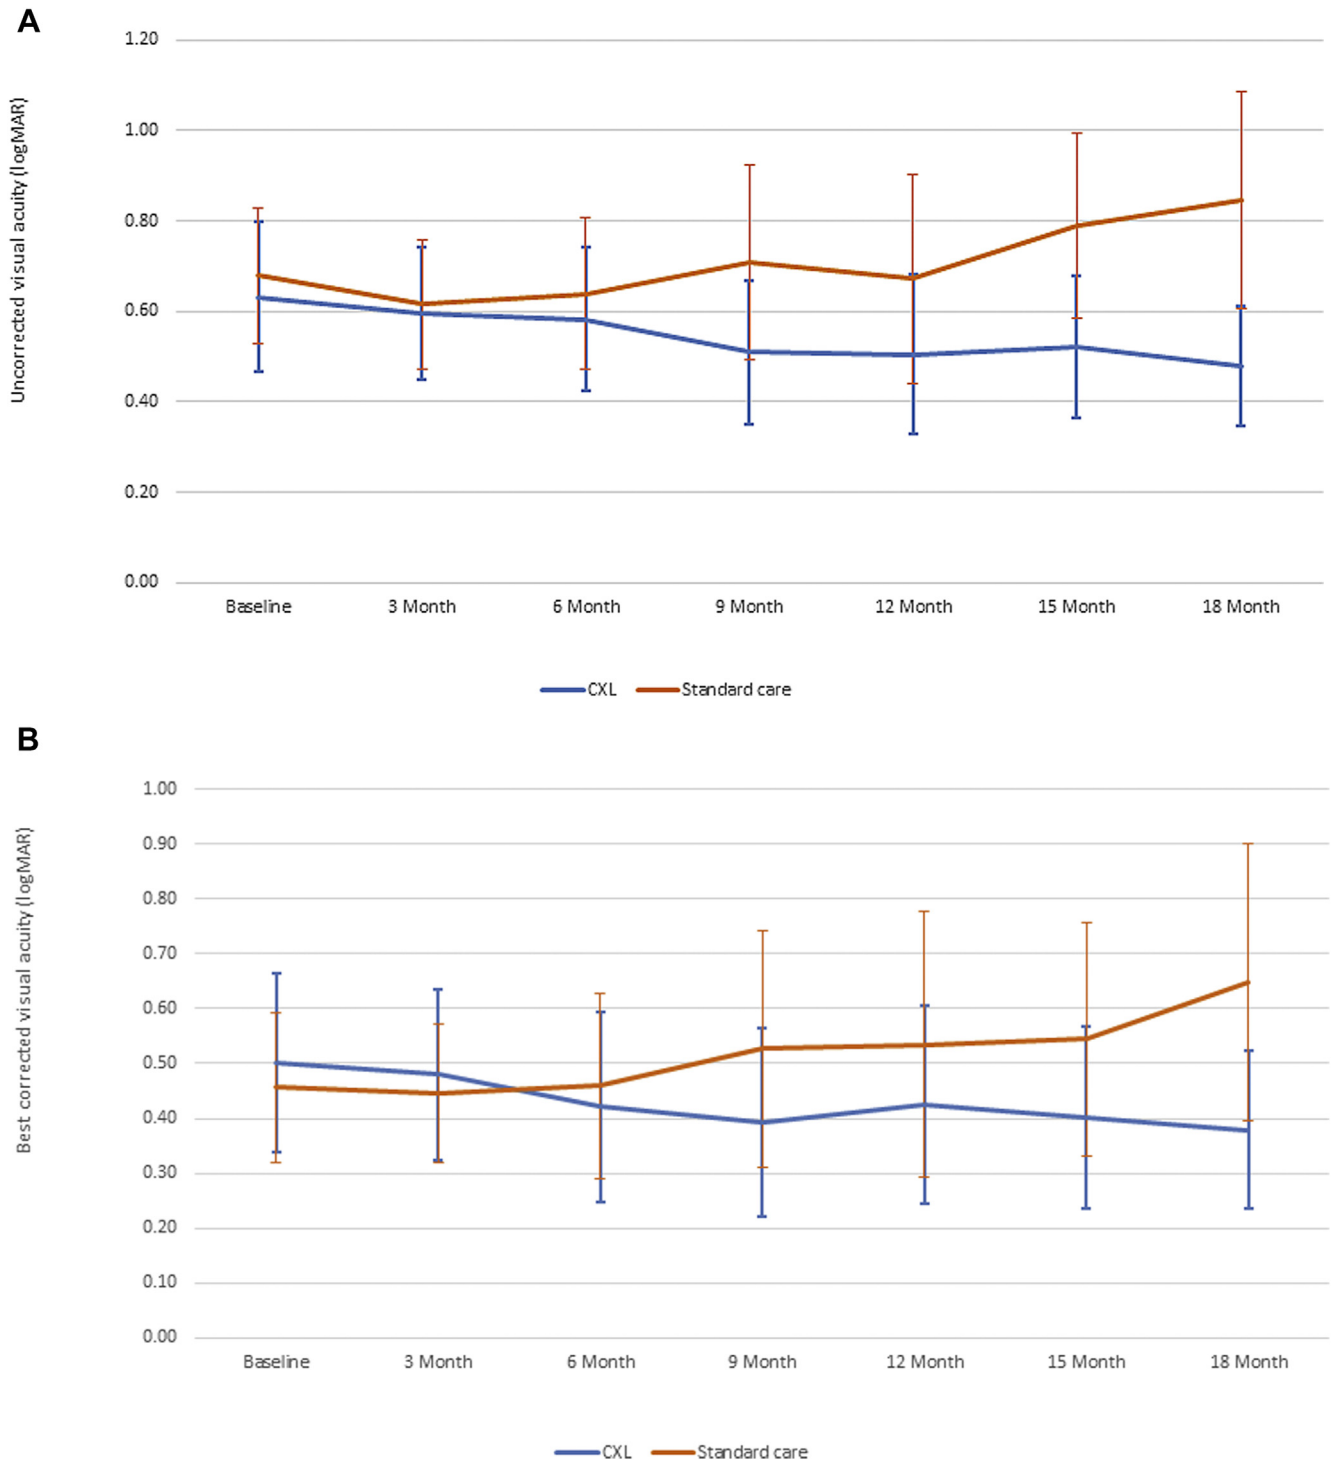 A
Uncorrected visual acuity (logMAR)
1.20
1.00
0.80
0.60
0.40
0.20
0.00
Baseline 3 Month 6 Month 9 Month 12 Month 15 Month 18 Month
CXL Standard care
B
Best corrected visual acuity (logMAR)
1.00
0.90
0.80
0.70
0.60
0.50
0.40
0.30
0.20
0.10
0.00
Baseline 3 Month 6 Month 9 Month 12 Month 15 Month 18 Month
CXL Standard care